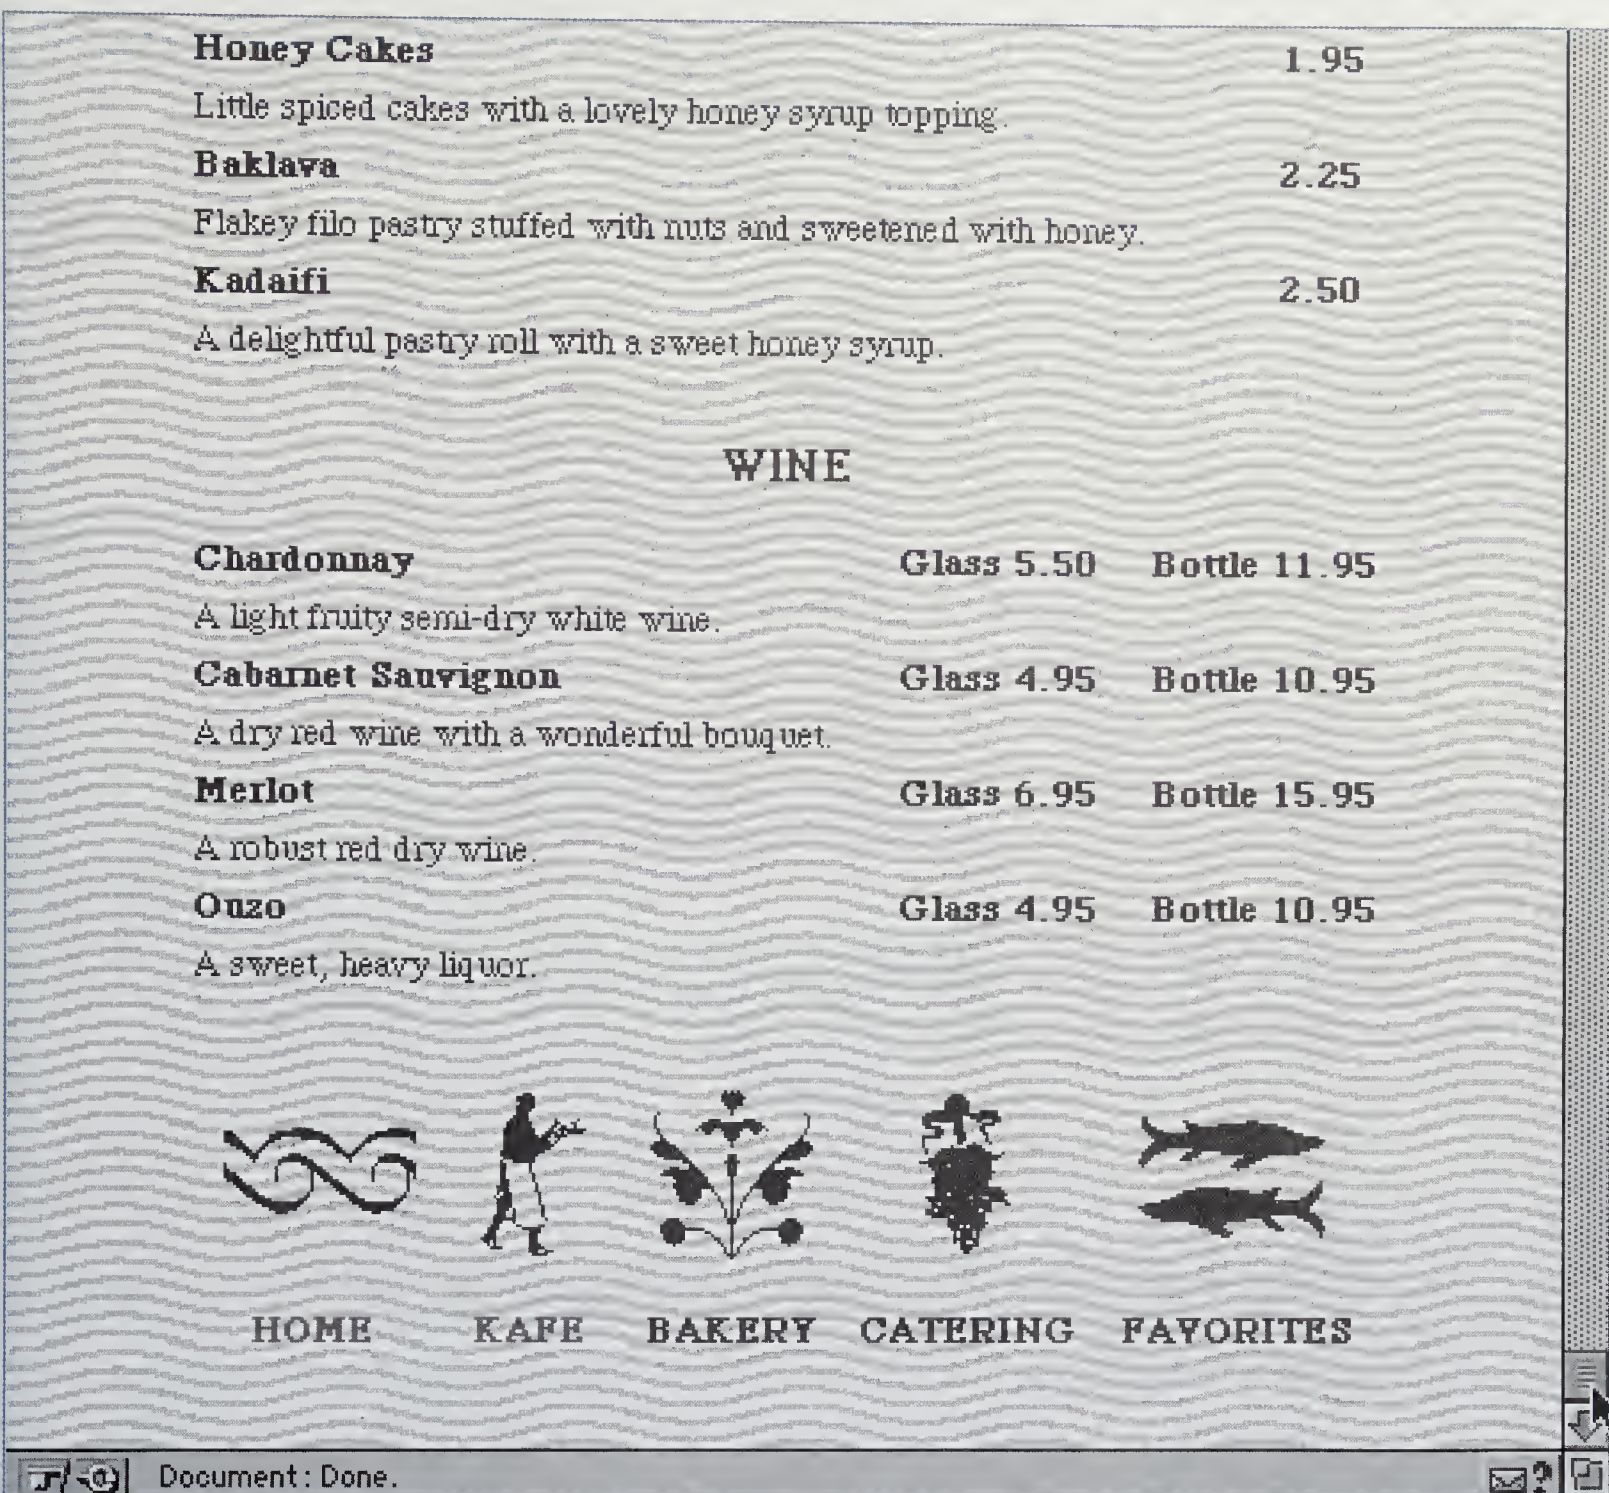 Honey Cakes 1.95
Little spiced cakes with a lovely honey syrup topping.
Baklava 2.25
Flakey filo pastry stuffed with nuts and sweetened with honey.
Kadaifi 2.50
A delightful pastry roll with a sweet honey syrup.
WINE
Chardonnay Glass 5.50 Bottle 11.95
A light fruity semi-dry white wine.
Cabarnet Sauvignon Glass 4.95 Bottle 10.95
A dry red wine with a wonderful bouquet.
Merlot Glass 6.95 Bottle 15.95
A robust red dry wine.
Ouzo Glass 4.95 Bottle 10.95
A sweet, heavy liquor.
HOME KAFE BAKERY CATERING FAVORITES
Document: Done.
?